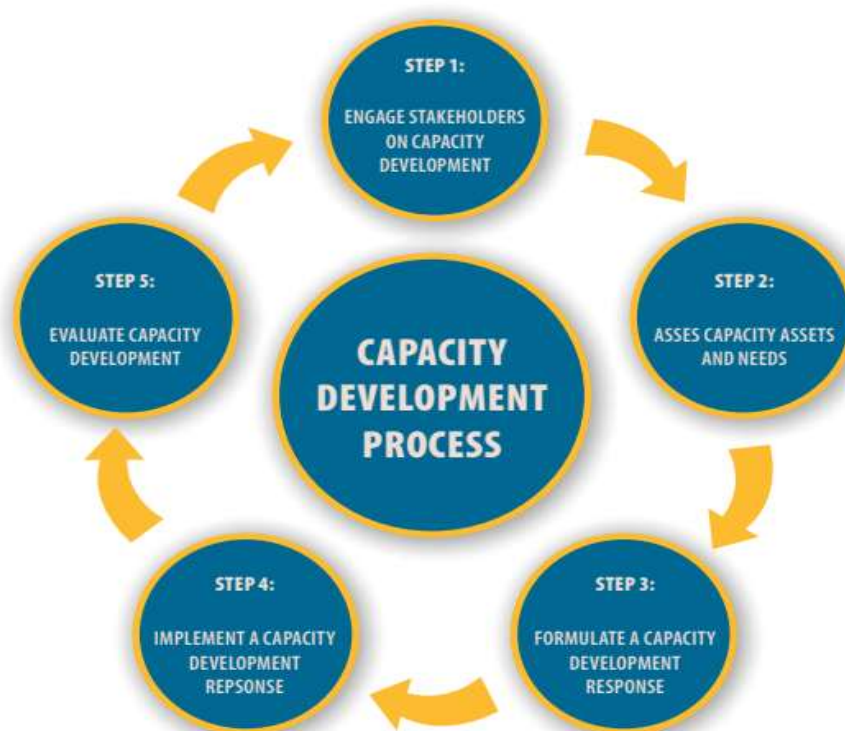 STEP 1:
ENGAGE STAKEHOLDERS
ON CAPACITY
DEVELOPMENT
STEP 2:
ASSES CAPACITY ASSETS
AND NEEDS
STEP 3:
FORMULATE A CAPACITY
DEVELOPMENT
RESPONSE
STEP 4:
IMPLEMENT A CAPACITY
DEVELOPMENT
REPSONSE
STEP 5:
EVALUATE CAPACITY
DEVELOPMENT
CAPACITY
DEVELOPMENT
PROCESS